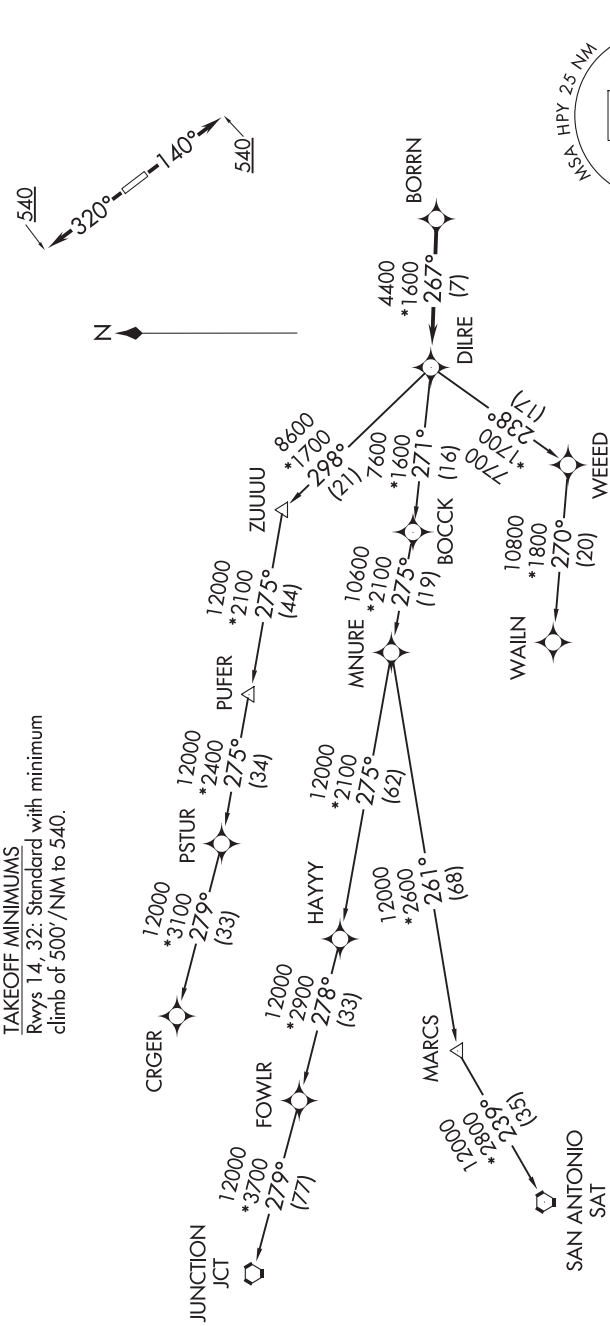 TAKEOFF MINIMUMS
Rwys 14, 32: Standard with minimum
climb of 500'/NM to 540.
540
320°
140°
540
N
MSA HPY 25 NM
BORRN
4400
*1600
267°
(7)
DILRE
8600
*1700
298°
(21)
ZUUUU
12000
*2100
275°
(44)
PUFER
12000
*2400
275°
(34)
PSTUR
12000
*3100
279°
(33)
CRGER
7600
*1600
271°
(16)
BOCCK
10600
*2100
275°
(19)
MNURE
12000
*2100
275°
(62)
HAYYY
12000
*2900
278°
(33)
FOWLR
12000
*3700
279°
(77)
JUNCTION
JCT
12000
*2600
261°
(68)
MARCS
12000
*2800
239°
(35)
SAN ANTONIO
SAT
7700
*1700
238°
(17)
WEEED
10800
*1800
270°
(20)
WAILN